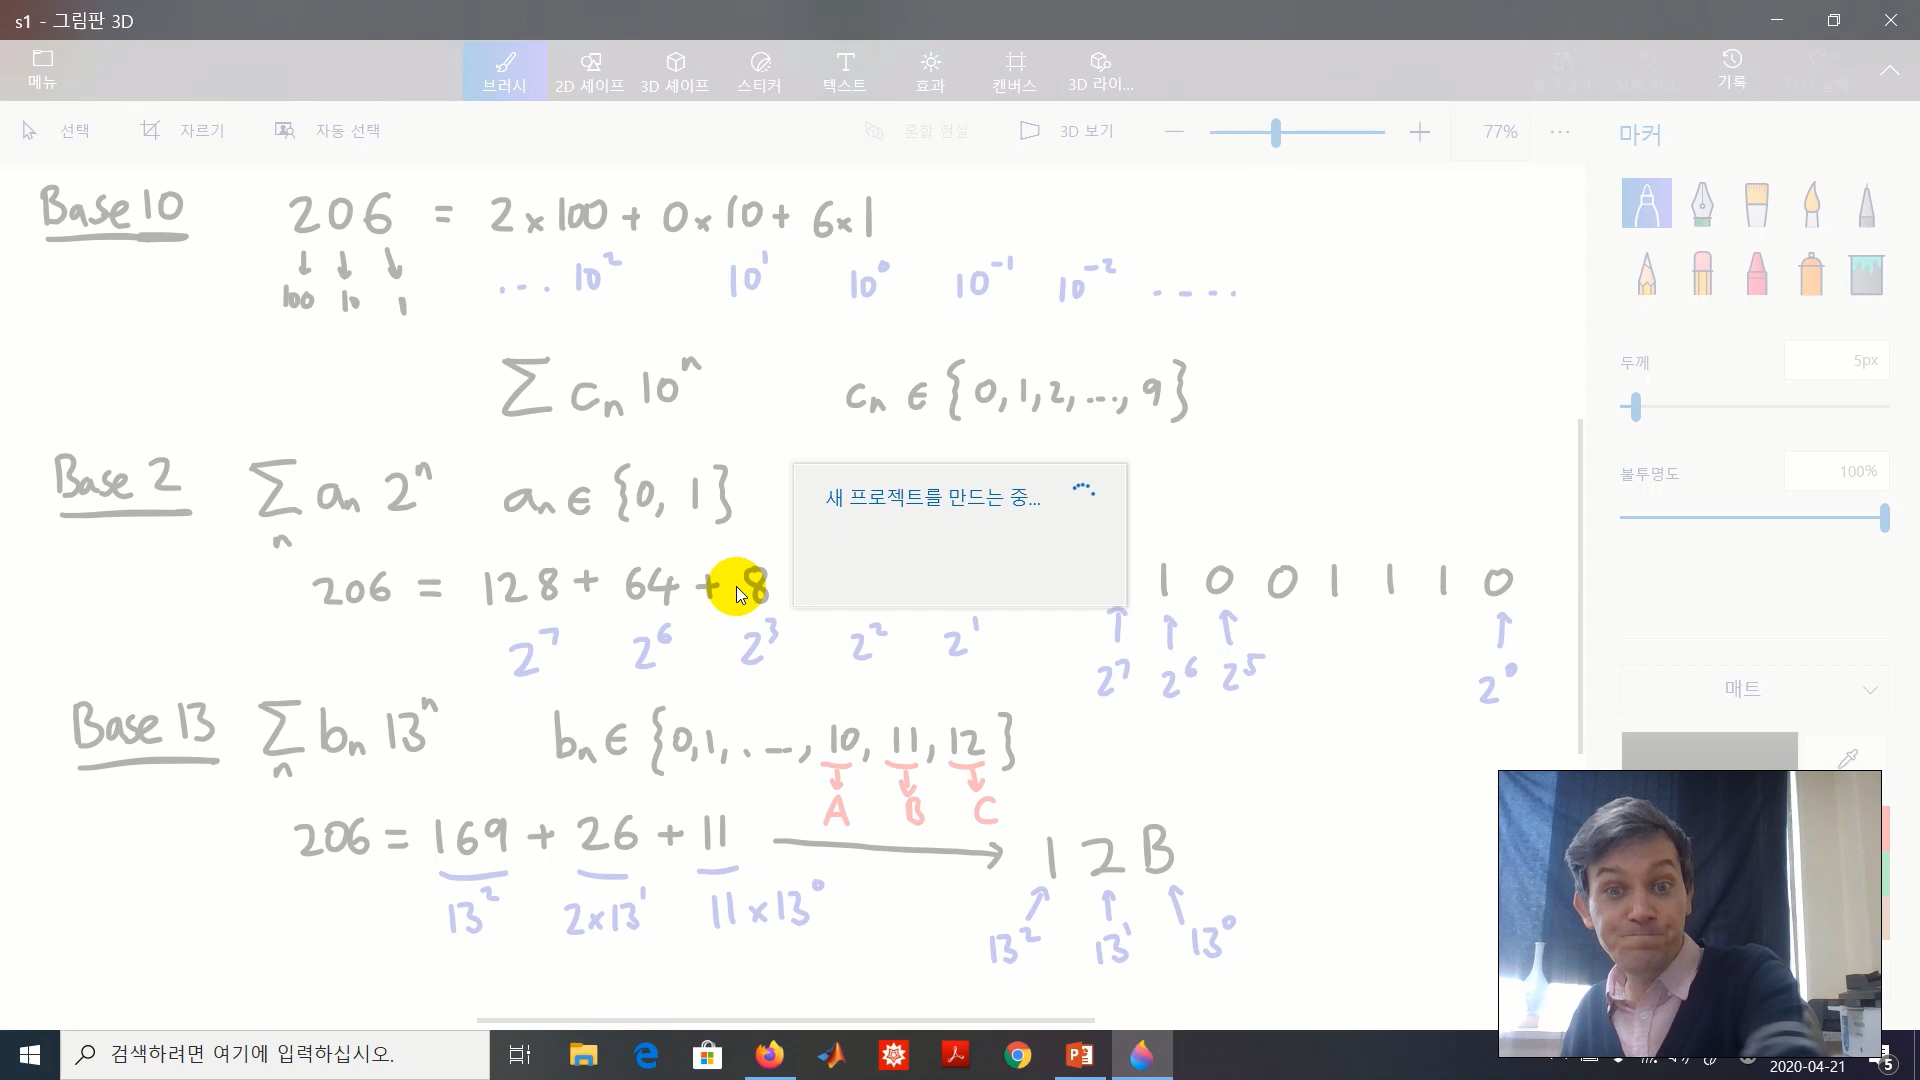 s1 - 그림판 3D
메뉴
브러시 2D 셰이프 3D 셰이프 스티커 텍스트 효과 캔버스 3D 라이... 기록
선택 자르기 자동 선택 혼합 현실 3D 보기 77% ...
마커
Base 10 206 = 2 × 100 + 0 × 10 + 6 × 1
100 10 1
... 10² 10¹ 10⁰ 10⁻¹ 10⁻² ....
∑ cₙ 10ⁿ cₙ ∈ {0, 1, 2, ..., 9}
두께 5px
불투명도 100%
Base 2 ∑ₙ aₙ 2ⁿ aₙ ∈ {0, 1}
새 프로젝트를 만드는 중...
206 = 128 + 64 + 8 1 0 0 1 1 1 0
2⁷ 2⁶ 2³ 2² 2¹ 2⁷ 2⁶ 2⁵ 2⁰
매트
Base 13 ∑ₙ bₙ 13ⁿ bₙ ∈ {0, 1, ..., 10, 11, 12}
A B C
206 = 169 + 26 + 11 → 1 2 B
13² 2×13¹ 11×13⁰ 13² 13¹ 13⁰
검색하려면 여기에 입력하십시오.
2020-04-21
5